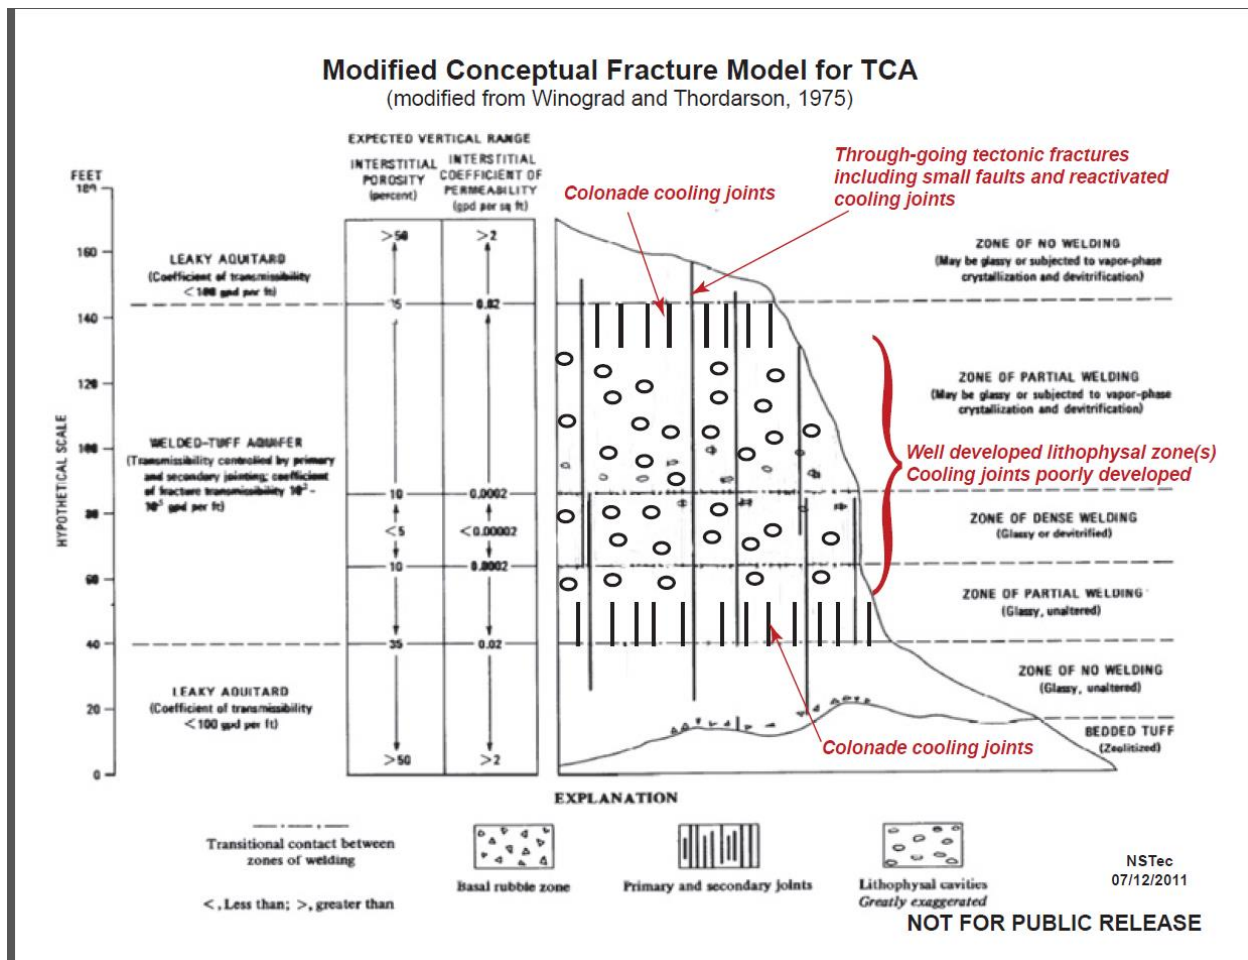 Modified Conceptual Fracture Model for TCA
(modified from Winograd and Thordarson, 1975)
EXPECTED VERTICAL RANGE
INTERSTITIAL
POROSITY
(percent)
INTERSTITIAL
COEFFICIENT OF
PERMEABILITY
(gpd per sq ft)
FEET
HYPOTHETICAL SCALE
160
140
120
100
80
60
40
20
0
LEAKY AQUITARD
(Coefficient of transmissibility
<100 gpd per ft)
WELDED-TUFF AQUIFER
(Transmissibility controlled by primary
and secondary jointing; coefficient
of fracture transmissibility
gpd per ft)
LEAKY AQUITARD
(Coefficient of transmissibility
<100 gpd per ft)
>50
10
<5
10
35
>50
>2
0.02
0.0002
<0.00002
0.0002
0.02
>2
Colonade cooling joints
Through-going tectonic fractures
including small faults and reactivated
cooling joints
ZONE OF NO WELDING
(May be glassy or subjected to vapor-phase
crystallization and devitrification)
ZONE OF PARTIAL WELDING
(May be glassy or subjected to vapor-phase
crystallization and devitrification)
Well developed lithophysal zone(s)
Cooling joints poorly developed
ZONE OF DENSE WELDING
(Glassy or devitrified)
ZONE OF PARTIAL WELDING
(Glassy, unaltered)
ZONE OF NO WELDING
(Glassy, unaltered)
BEDDED TUFF
(Zeolitized)
Colonade cooling joints
EXPLANATION
Transitional contact between
zones of welding
<, Less than; >, greater than
Basal rubble zone
Primary and secondary joints
Lithophysal cavities
Greatly exaggerated
NSTec
07/12/2011
NOT FOR PUBLIC RELEASE